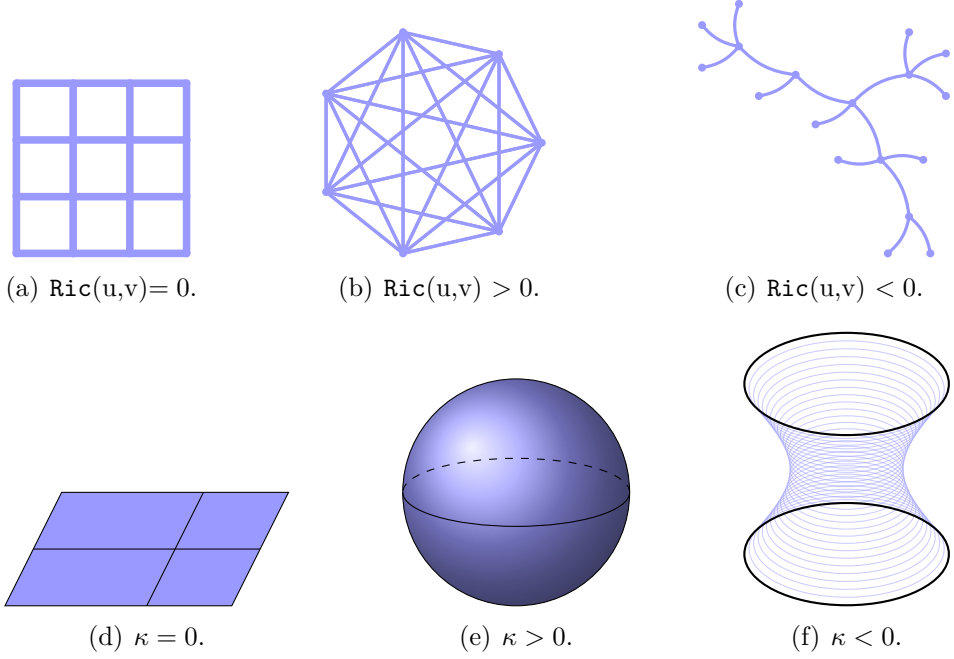 (a) Ric(u,v)= 0.
(b) Ric(u,v) > 0.
(c) Ric(u,v) < 0.
(d) κ = 0.
(e) κ > 0.
(f) κ < 0.